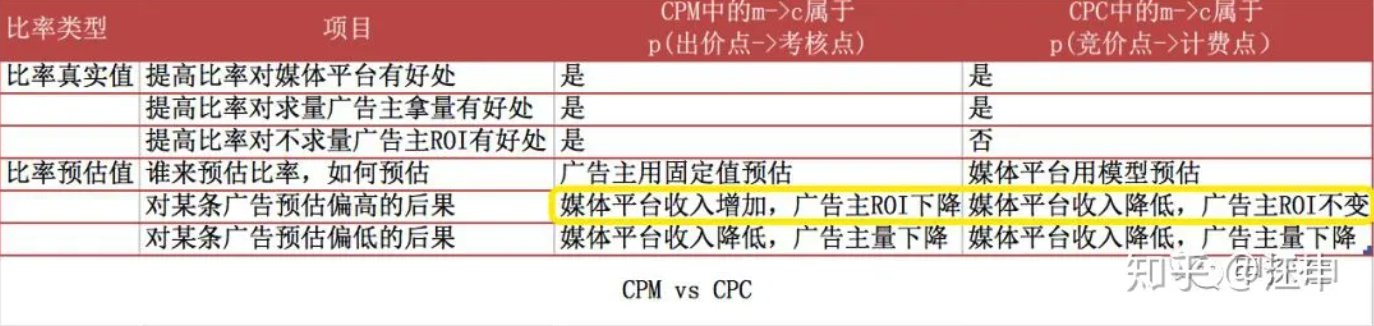 比率类型 项目 CPM中的m->c属于 CPC中的m->c属于
p(出价点->考核点) p(竞价点->计费点)
比率真实值 提高比率对媒体平台有好处 是 是
提高比率对求量广告主拿量有好处 是 是
提高比率对不求量广告主ROI有好处 是 否
比率预估值 谁来预估比率，如何预估 广告主用固定值预估 媒体平台用模型预估
对某条广告预估偏高的后果 媒体平台收入增加，广告主ROI下降 媒体平台收入降低，广告主ROI不变
对某条广告预估偏低的后果 媒体平台收入降低，广告主量下降 媒体平台收入降低，广告主量下降
知乎
CPM vs CPC